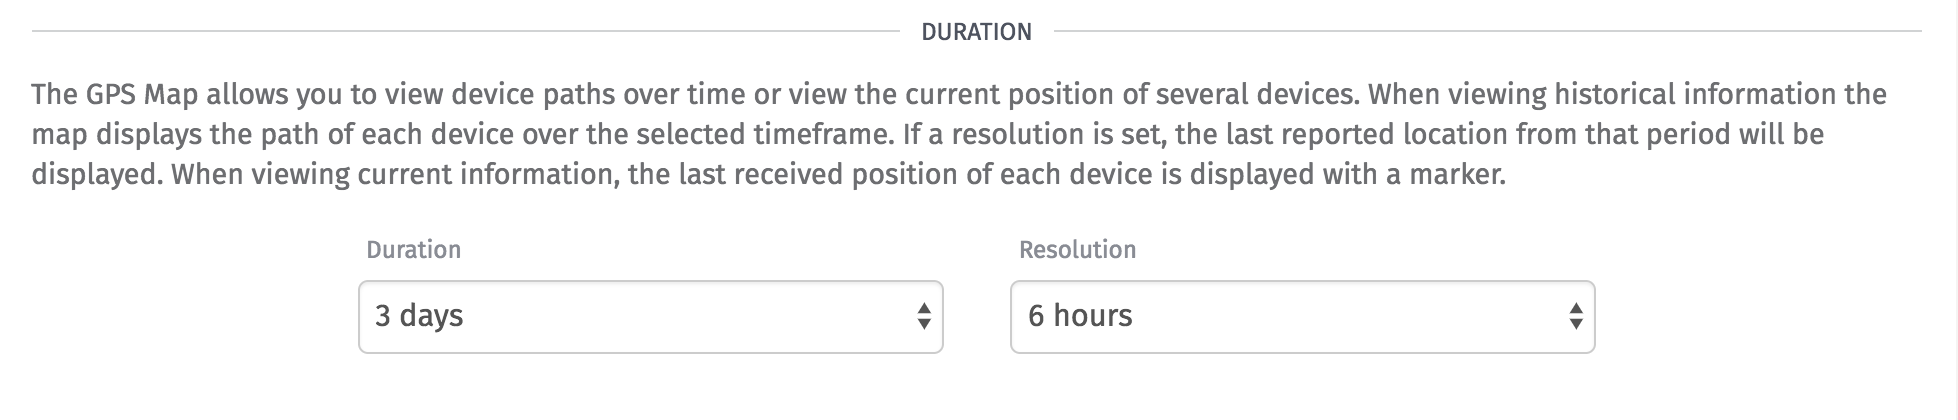 DURATION
The GPS Map allows you to view device paths over time or view the current position of several devices. When viewing historical information the
map displays the path of each device over the selected timeframe. If a resolution is set, the last reported location from that period will be
displayed. When viewing current information, the last received position of each device is displayed with a marker.
Duration
Resolution
3 days
6 hours